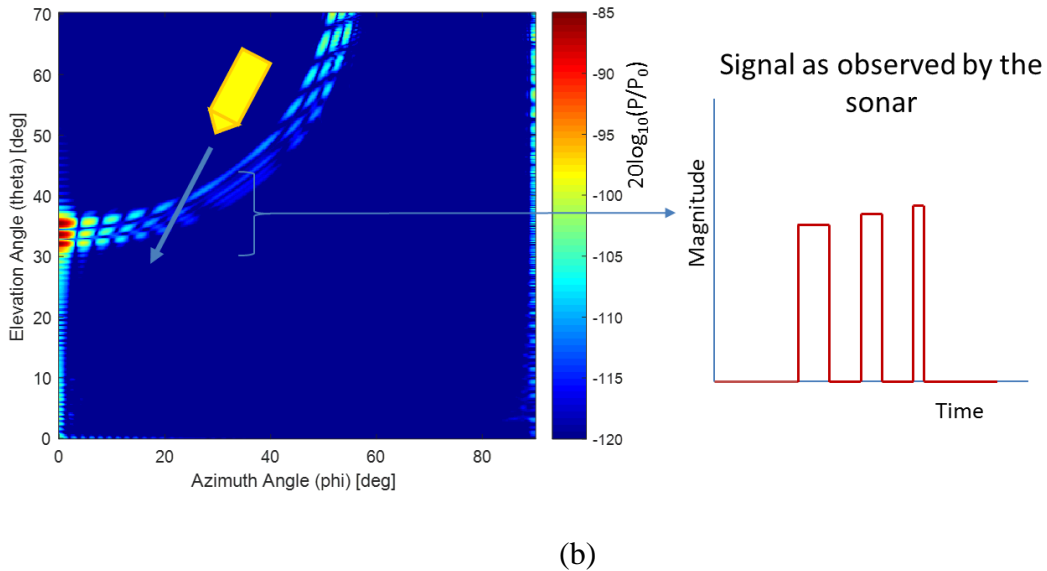 70
60
50
40
30
20
10
0
Elevation Angle (theta) [deg]
0
20
40
60
80
Azimuth Angle (phi) [deg]
-85
-90
-95
-100
-105
-110
-115
-120
20log10(P/P0)
Signal as observed by the
sonar
Magnitude
Time
(b)